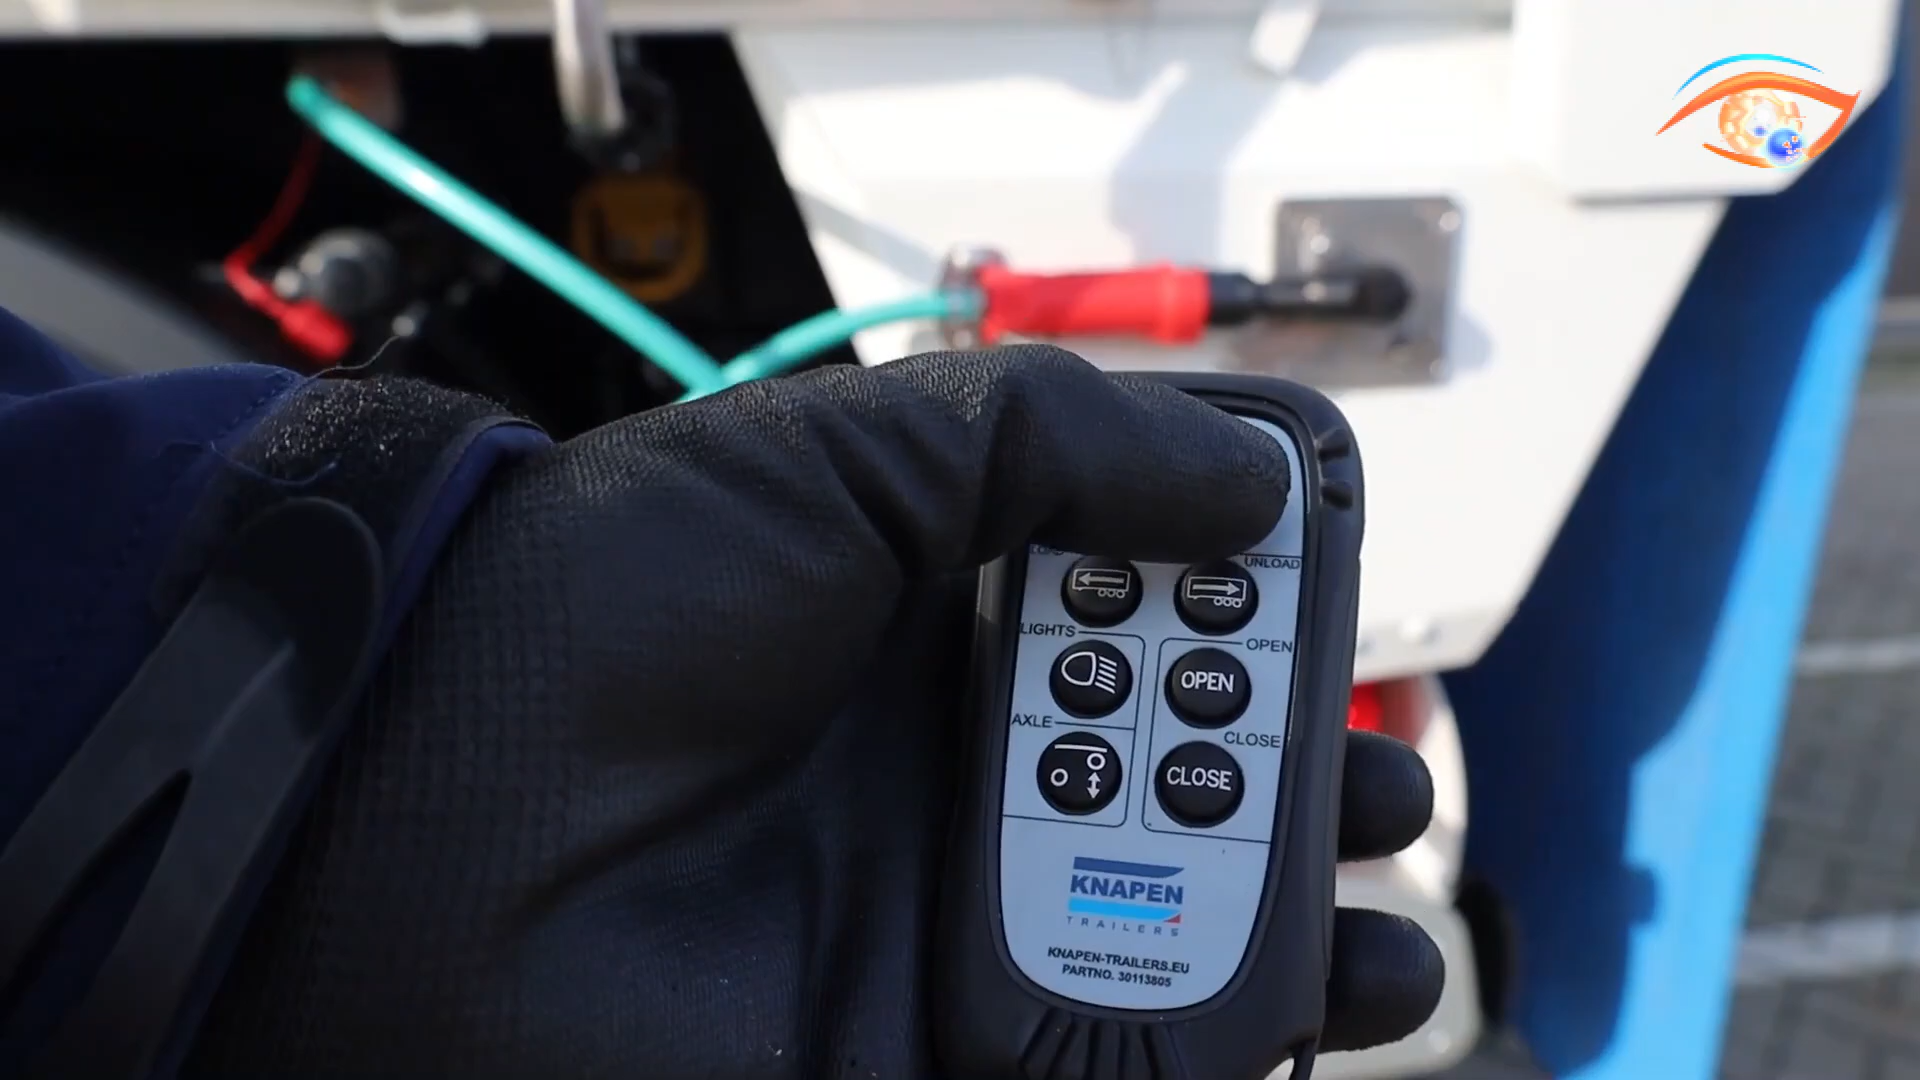 UNLOAD
LIGHTS
OPEN
OPEN
AXLE
CLOSE
CLOSE
KNAPEN
TRAILERS
KNAPEN-TRAILERS.EU
PARTNO. 30113805